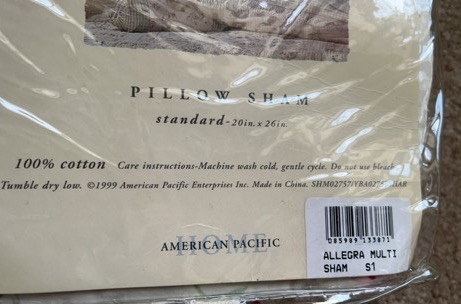 PILLOW SHAM
standard-20in. x 26in.
100% cotton Care instructions-Machine wash cold, gentle cycle. Do not use bleach
Tumble dry low. ©1999 American Pacific Enterprises Inc. Made in China.
HOME
AMERICAN PACIFIC
ALLEGRA MULTI
SHAM S1